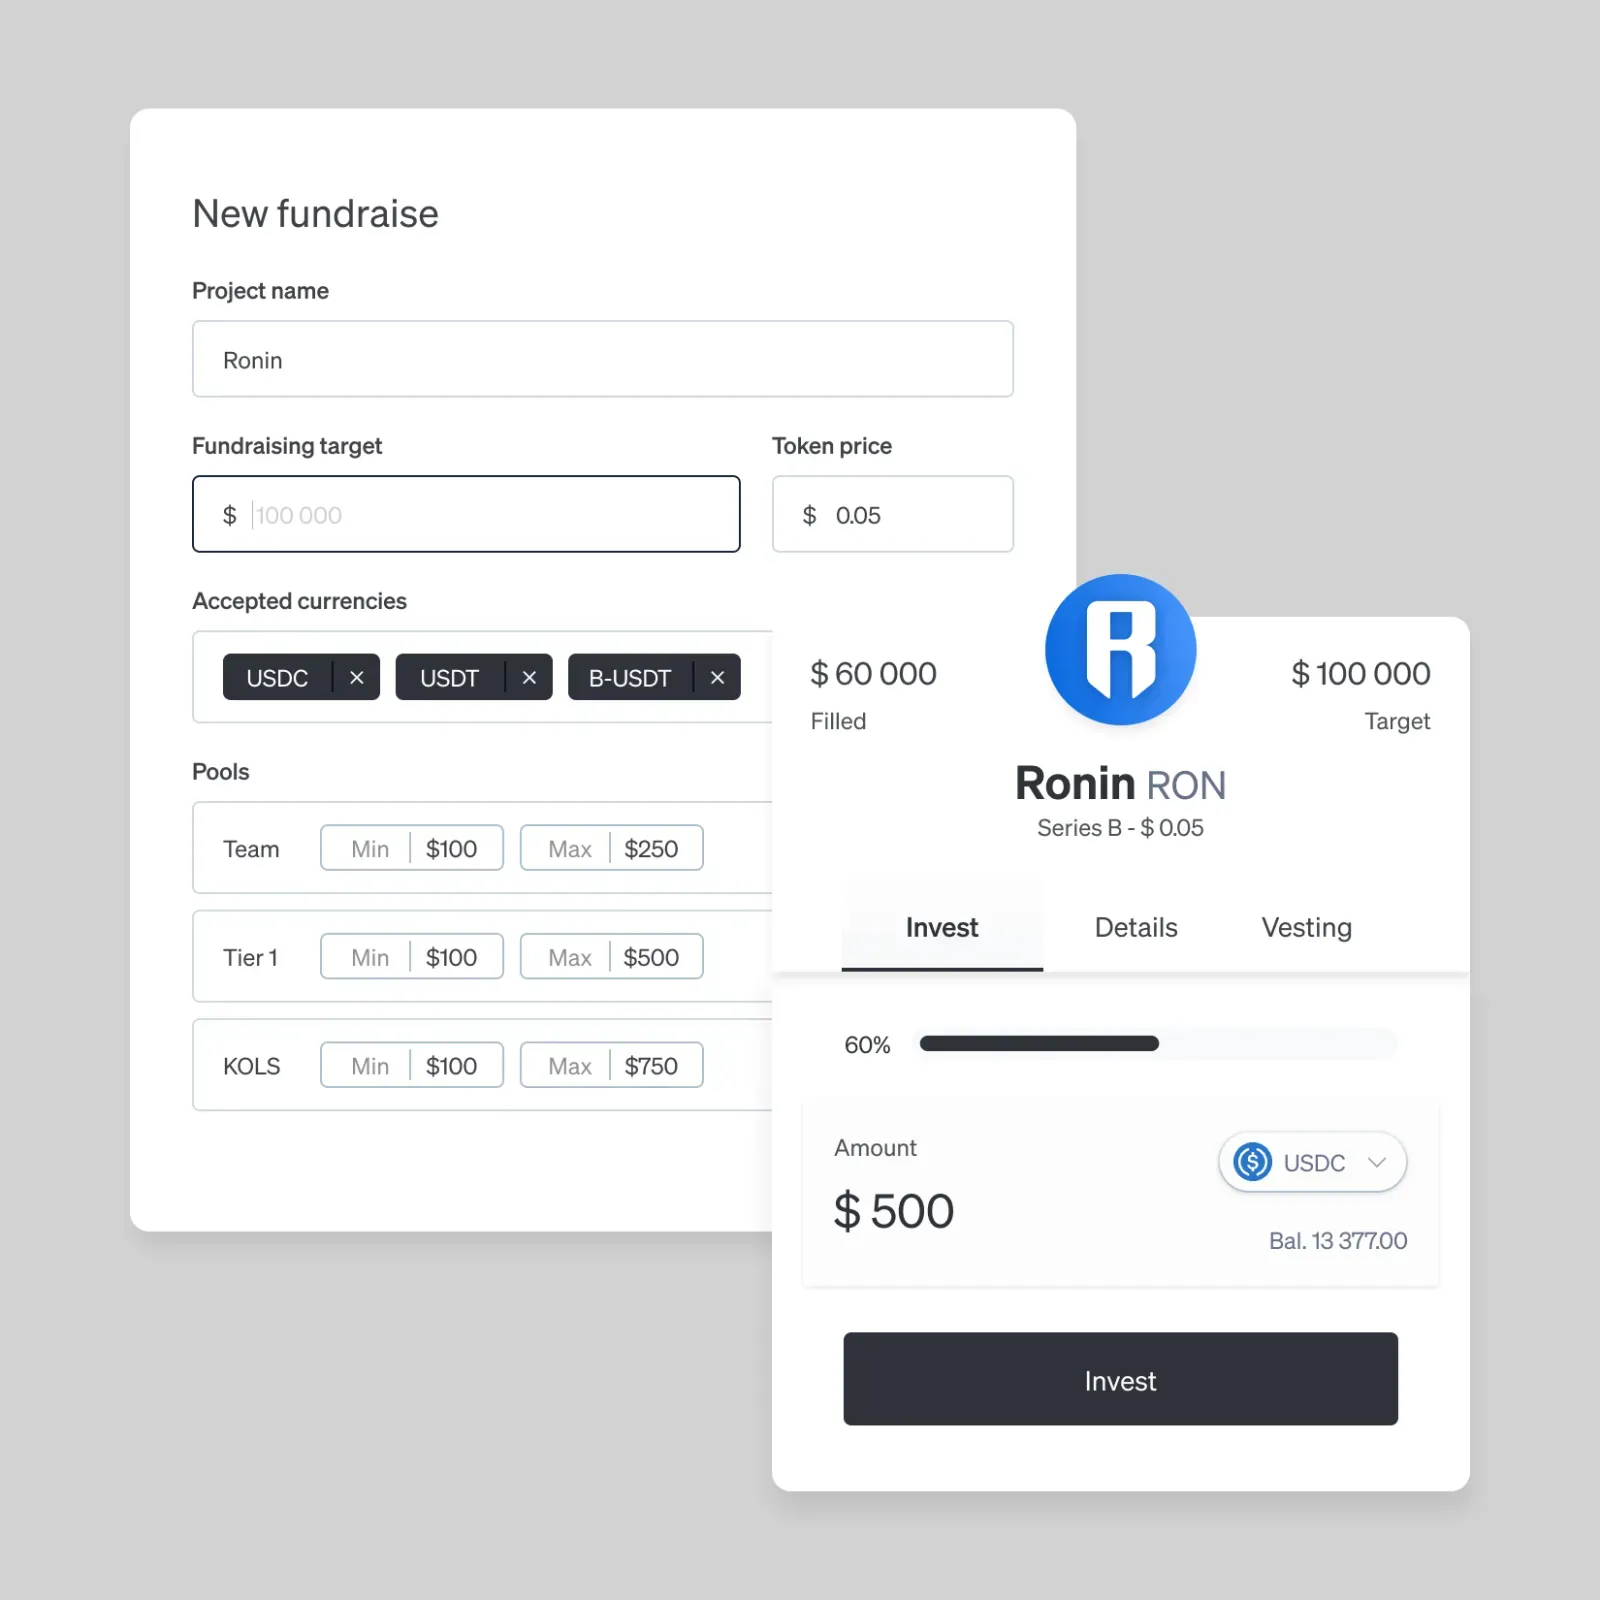 New fundraise
Project name
Ronin
Fundraising target
Token price
$ 100 000
$ 0.05
Accepted currencies
USDC × USDT × B-USDT ×
Pools
Team Min $100 Max $250
Tier 1 Min $100 Max $500
KOLS Min $100 Max $750
$ 60 000
Filled
R
$ 100 000
Target
Ronin RON
Series B - $ 0.05
Invest Details Vesting
60%
Amount
$ 500
$ USDC
Bal. 13 377.00
Invest